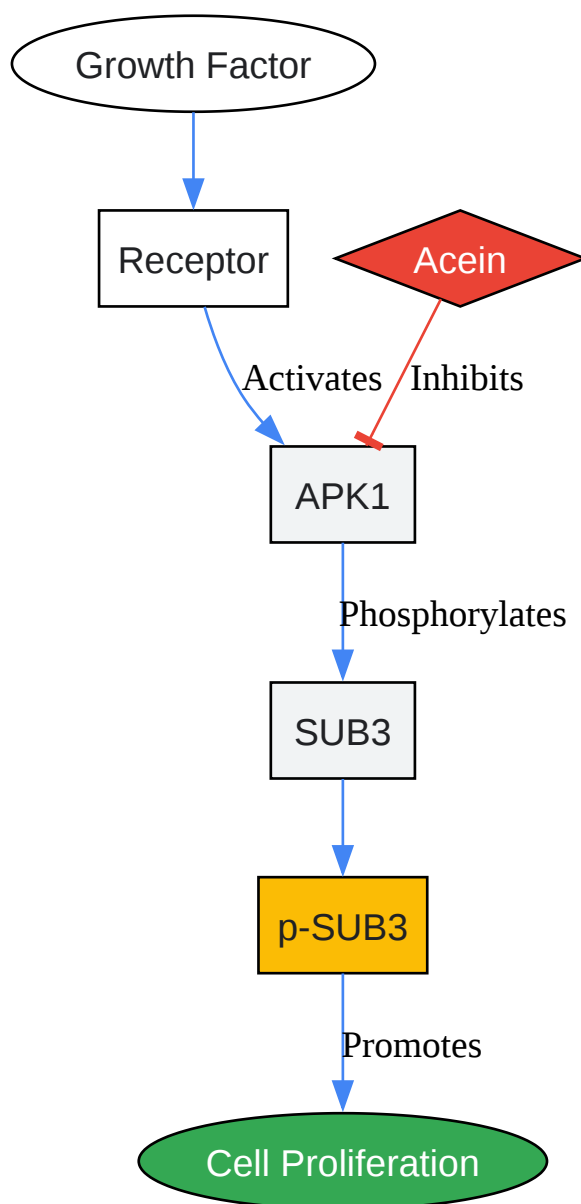 Growth Factor
Receptor
Acein
Activates
Inhibits
APK1
Phosphorylates
SUB3
p-SUB3
Promotes
Cell Proliferation